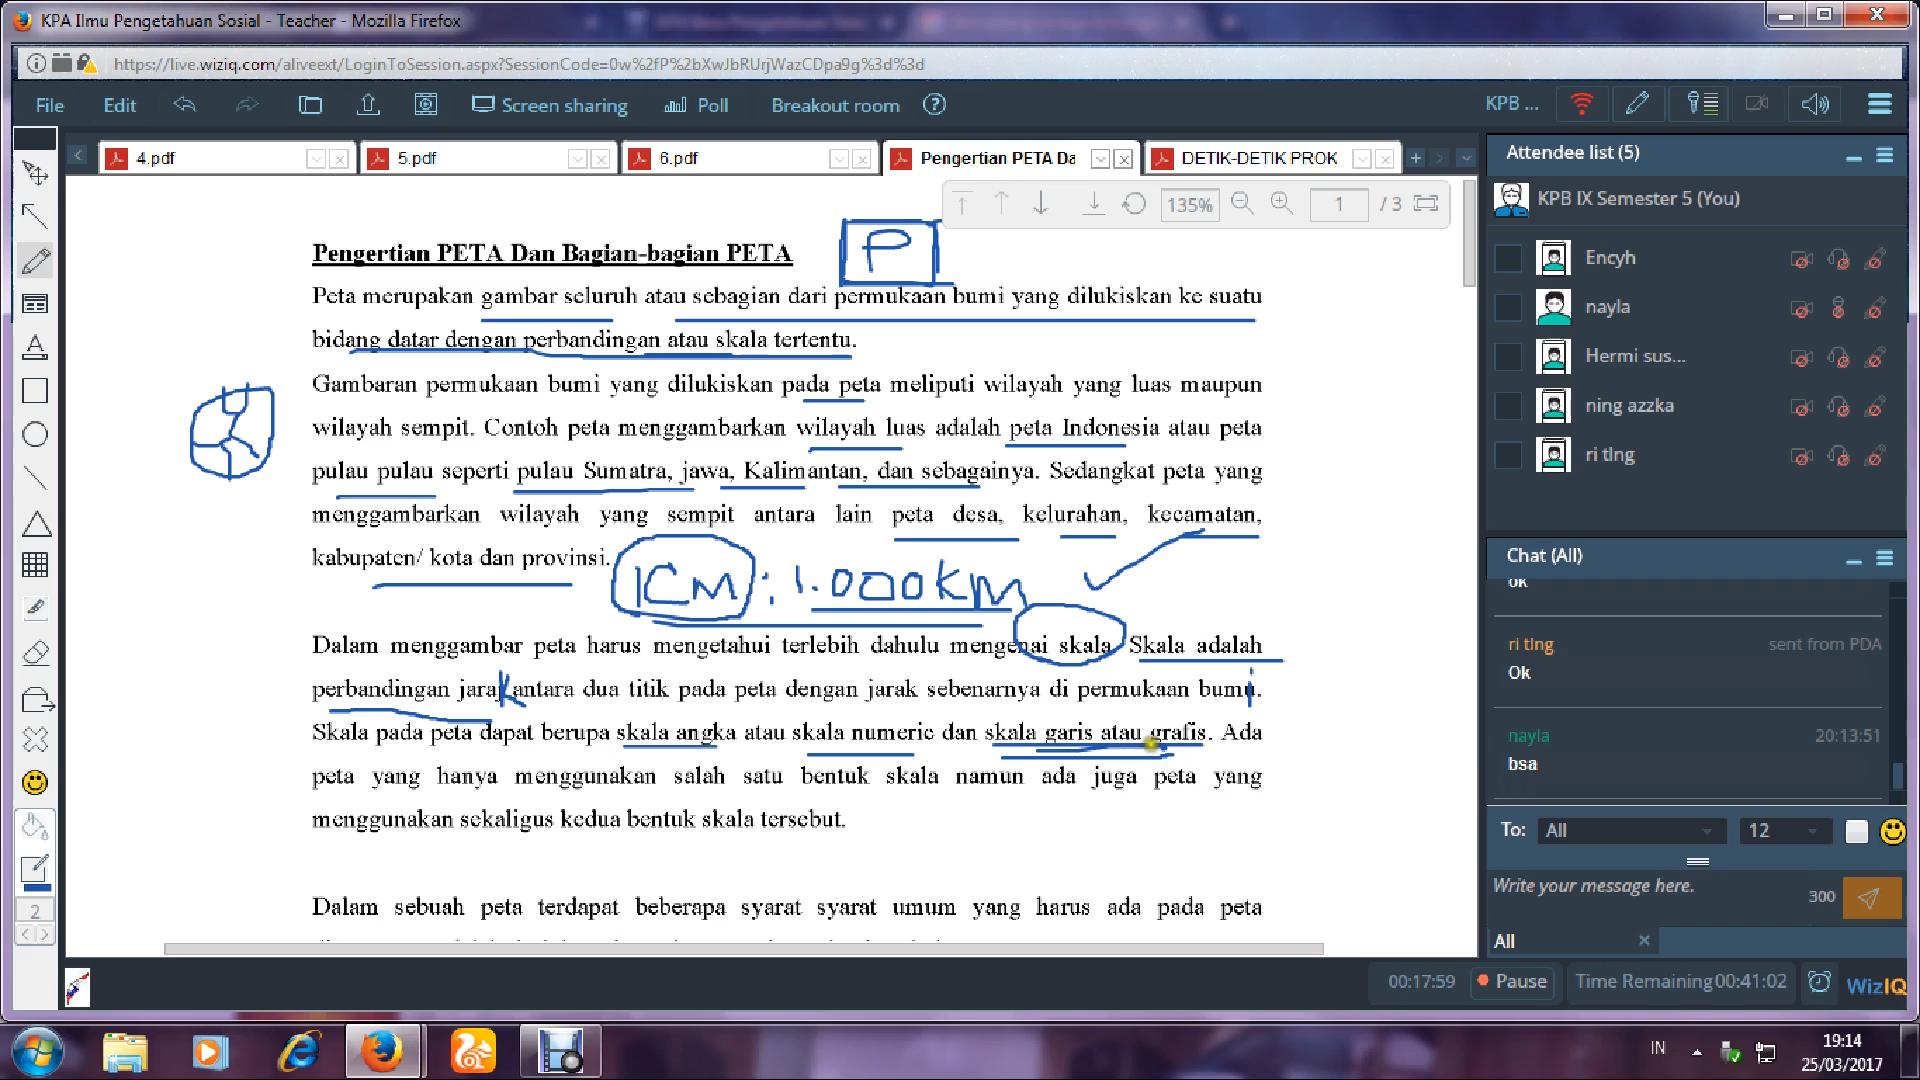 KPA Ilmu Pengetahuan Sosial - Teacher - Mozilla Firefox
https://live.wiziq.com/aliveext/LoginToSession.aspx?SessionCode=0w%2fP%2bXwJbRUrjWazCDpa9g%3d%3d
File Edit Screen sharing Poll Breakout room KPB ...
4.pdf 5.pdf 6.pdf Pengertian PETA Da DETIK-DETIK PROK
135% 1 / 3
P
Pengertian PETA Dan Bagian-bagian PETA
Peta merupakan gambar seluruh atau sebagian dari permukaan bumi yang dilukiskan ke suatu
bidang datar dengan perbandingan atau skala tertentu.
Gambaran permukaan bumi yang dilukiskan pada peta meliputi wilayah yang luas maupun
wilayah sempit. Contoh peta menggambarkan wilayah luas adalah peta Indonesia atau peta
pulau pulau seperti pulau Sumatra, jawa, Kalimantan, dan sebagainya. Sedangkat peta yang
menggambarkan wilayah yang sempit antara lain peta desa, kelurahan, kecamatan,
kabupaten/ kota dan provinsi.
1CM : 1.000KM
Dalam menggambar peta harus mengetahui terlebih dahulu mengenai skala. Skala adalah
perbandingan jarak antara dua titik pada peta dengan jarak sebenarnya di permukaan bumi.
Skala pada peta dapat berupa skala angka atau skala numeric dan skala garis atau grafis. Ada
peta yang hanya menggunakan salah satu bentuk skala namun ada juga peta yang
menggunakan sekaligus kedua bentuk skala tersebut.
Dalam sebuah peta terdapat beberapa syarat syarat umum yang harus ada pada peta
2
Attendee list (5)
KPB IX Semester 5 (You)
Encyh
nayla
Hermi sus...
ning azzka
ri tIng
Chat (All)
ok
ri tIng sent from PDA
Ok
nayla 20:13:51
bsa
To: All 12
Write your message here. 300
All
00:17:59 Pause Time Remaining 00:41:02 WizIQ
IN 19:14
25/03/2017